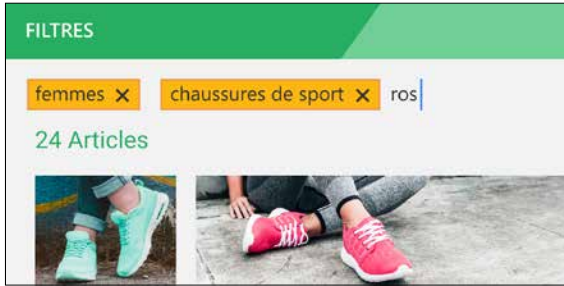 FILTRES
femmes × chaussures de sport × ros
24 Articles